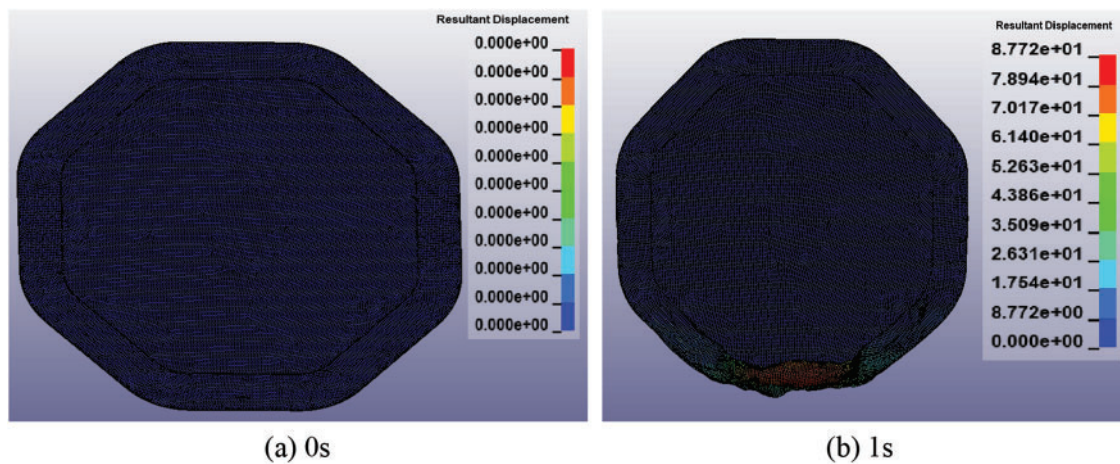 Resultant Displacement
0.000e+00
0.000e+00
0.000e+00
0.000e+00
0.000e+00
0.000e+00
0.000e+00
0.000e+00
0.000e+00
0.000e+00
0.000e+00
(a) 0s
Resultant Displacement
8.772e+01
7.894e+01
7.017e+01
6.140e+01
5.263e+01
4.386e+01
3.509e+01
2.631e+01
1.754e+01
8.772e+00
0.000e+00
(b) 1s